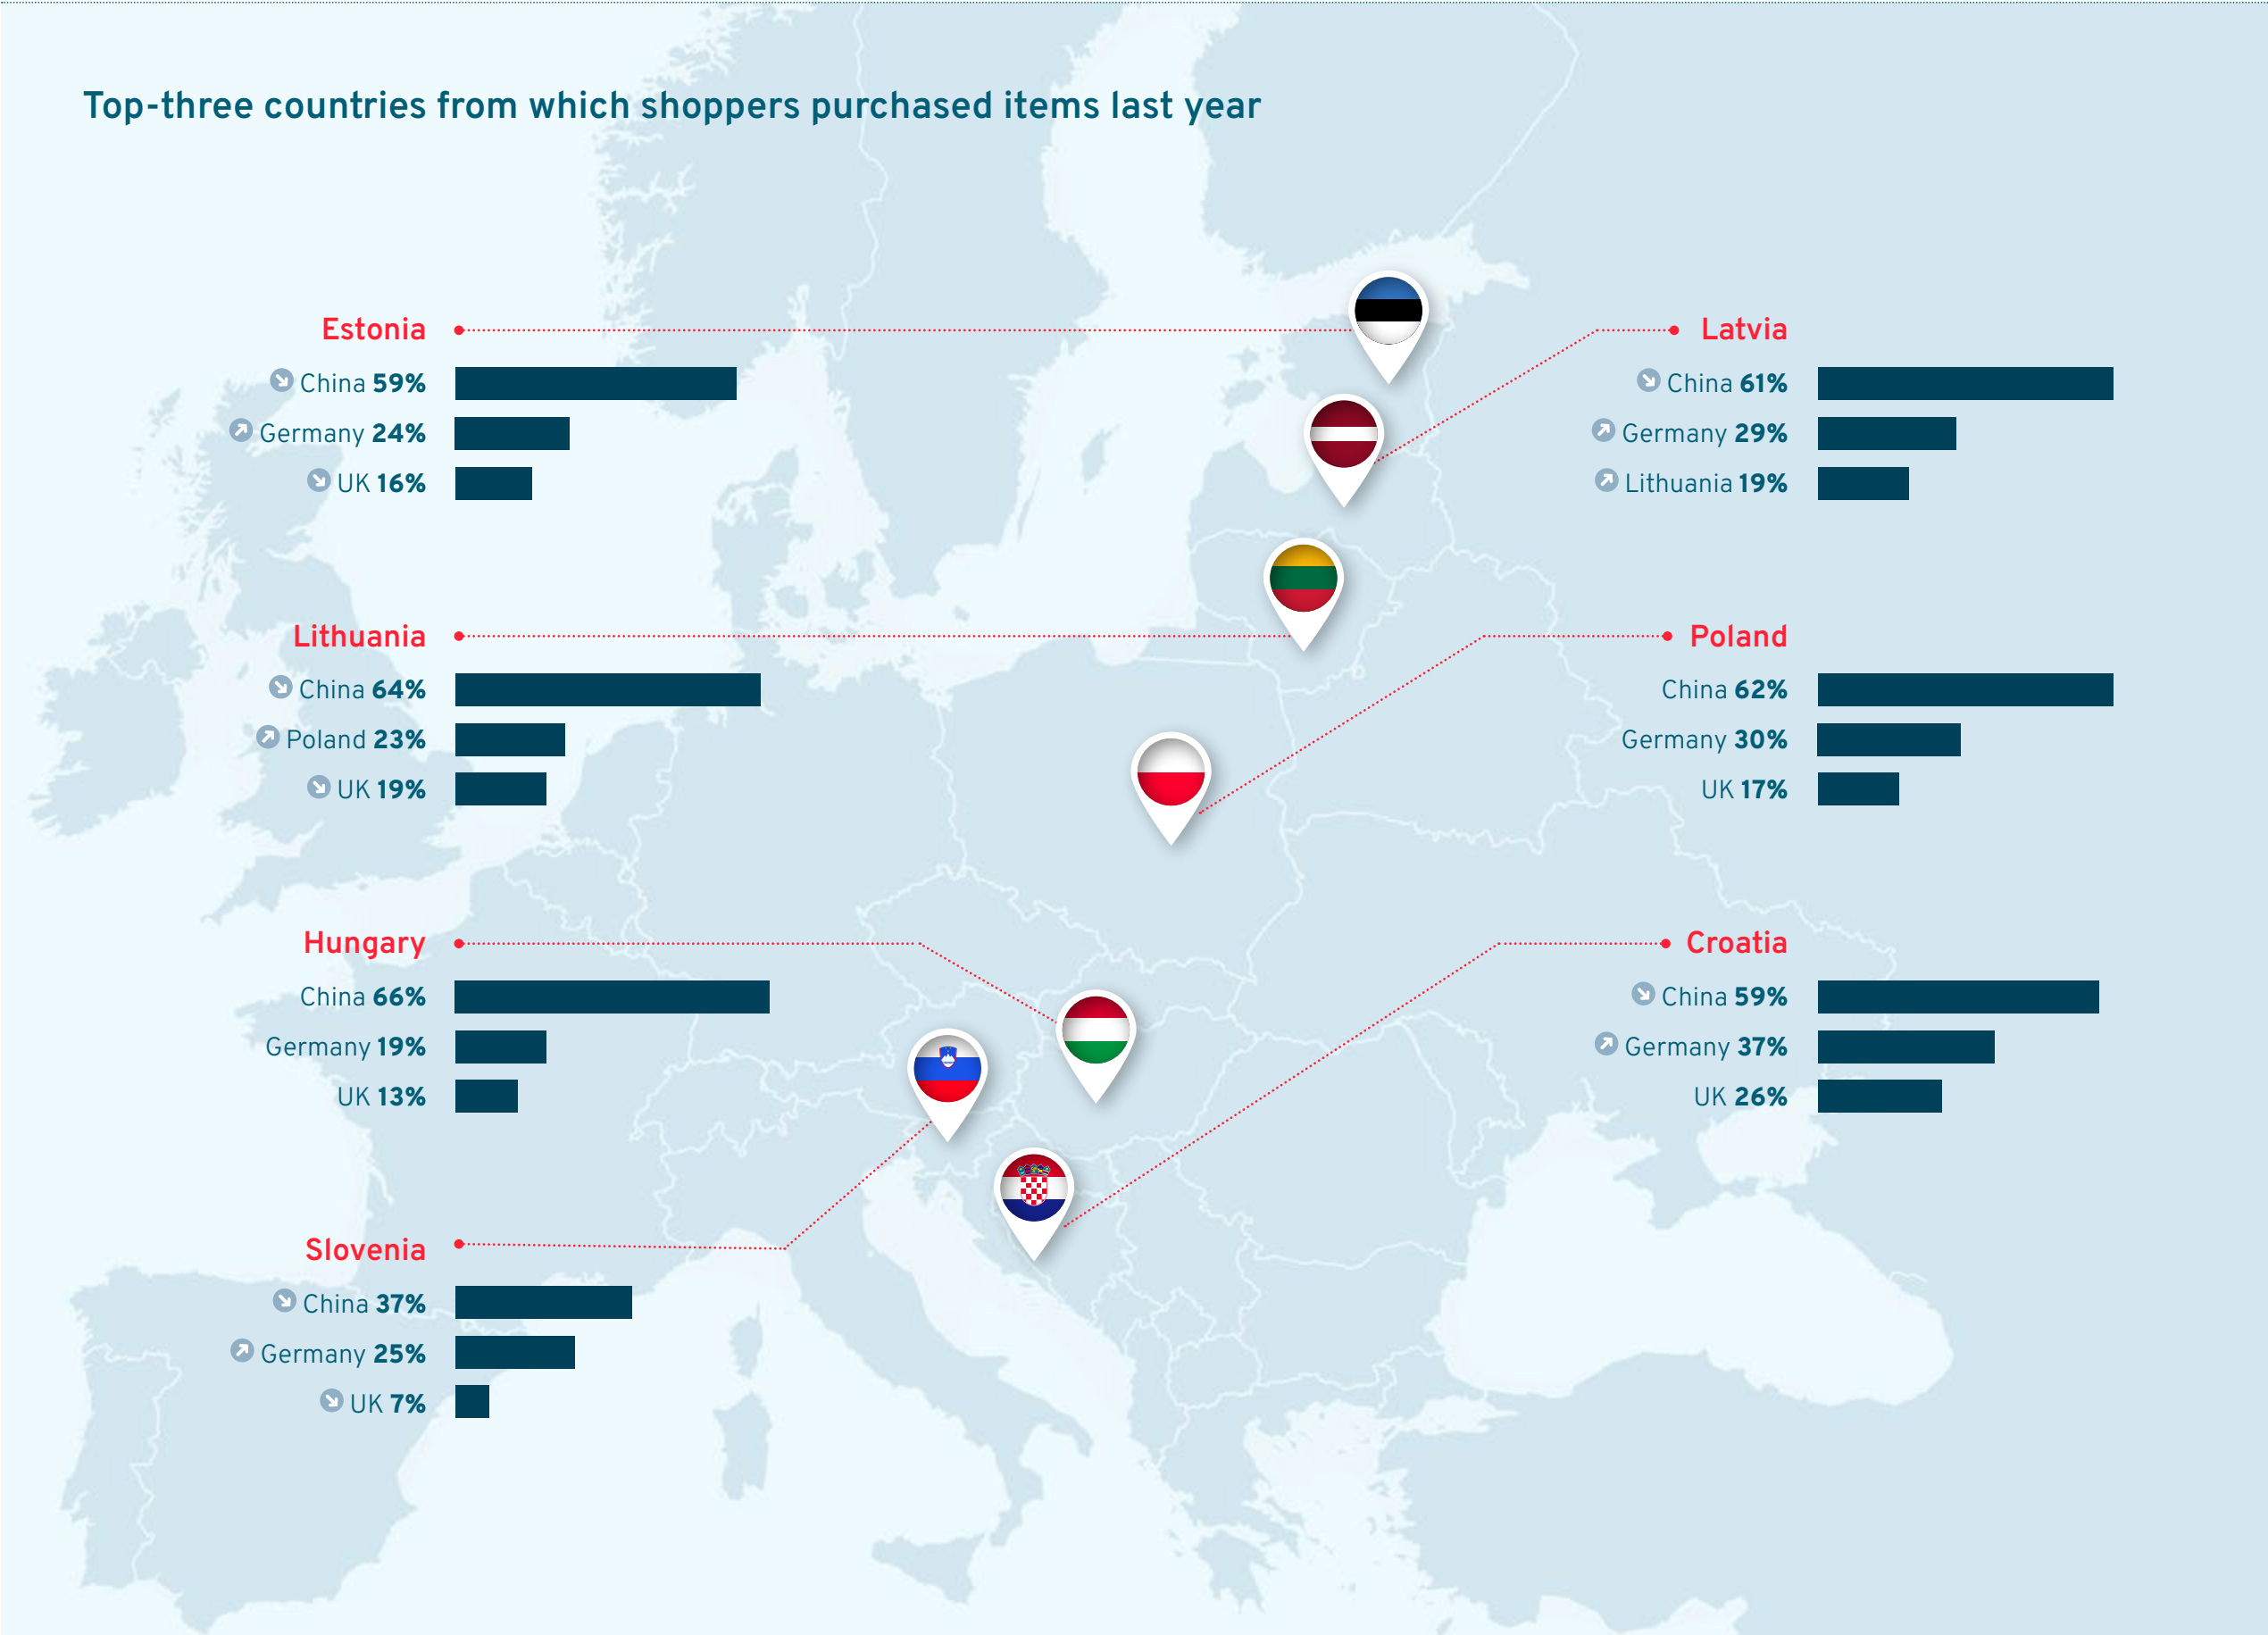 Top-three countries from which shoppers purchased items last year
Estonia
China 59%
Germany 24%
UK 16%
Latvia
China 61%
Germany 29%
Lithuania 19%
Lithuania
China 64%
Poland 23%
UK 19%
Poland
China 62%
Germany 30%
UK 17%
Hungary
China 66%
Germany 19%
UK 13%
Croatia
China 59%
Germany 37%
UK 26%
Slovenia
China 37%
Germany 25%
UK 7%